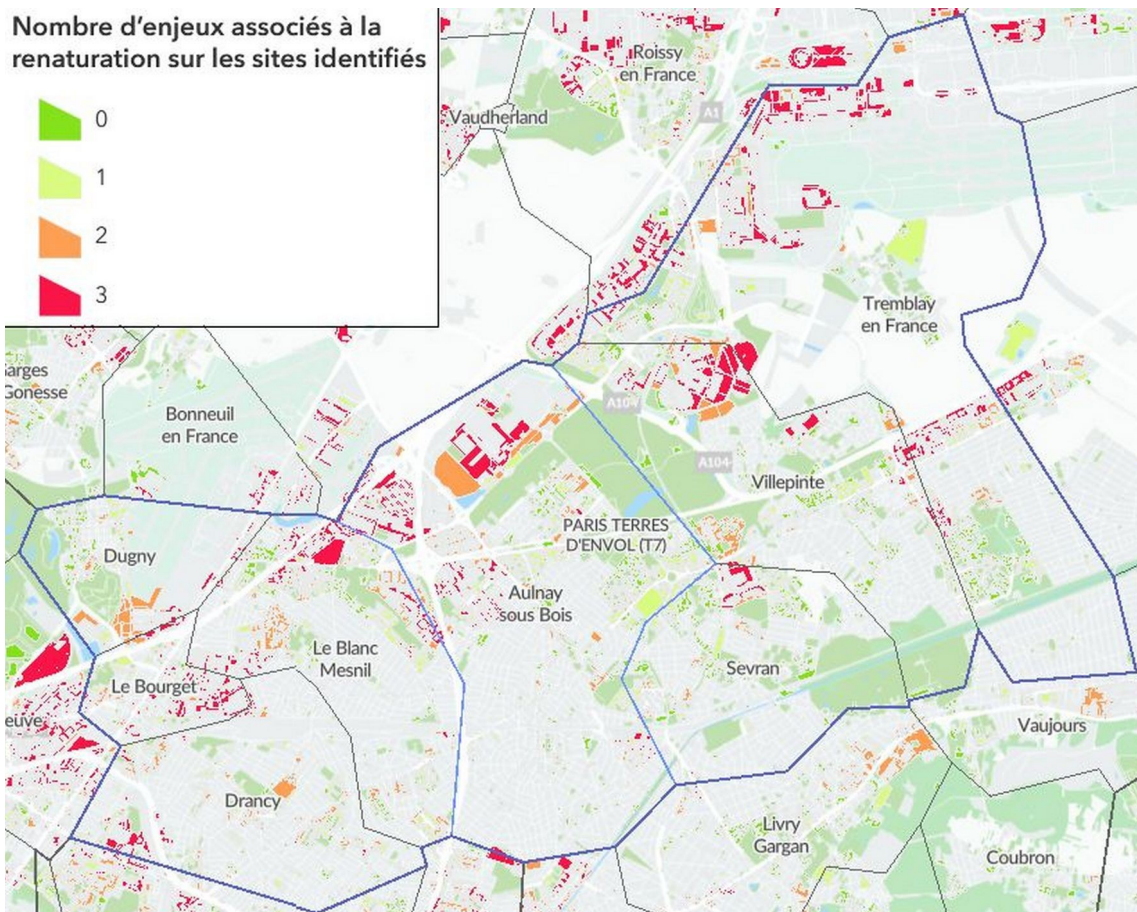 Nombre d'enjeux associés à la
renaturation sur les sites identifiés
0
1
2
3
Roissy
en France
Vaudherland
A1
Tremblay
en France
Gonesse
Bonneuil
en France
A104
A104
Villepinte
Dugny
PARIS TERRES
D'ENVOL (T7)
Aulnay
sous Bois
Le Blanc
Mesnil
Sevran
Le Bourget
euve
Vaujours
Drancy
Livry
Gargan
Coubron